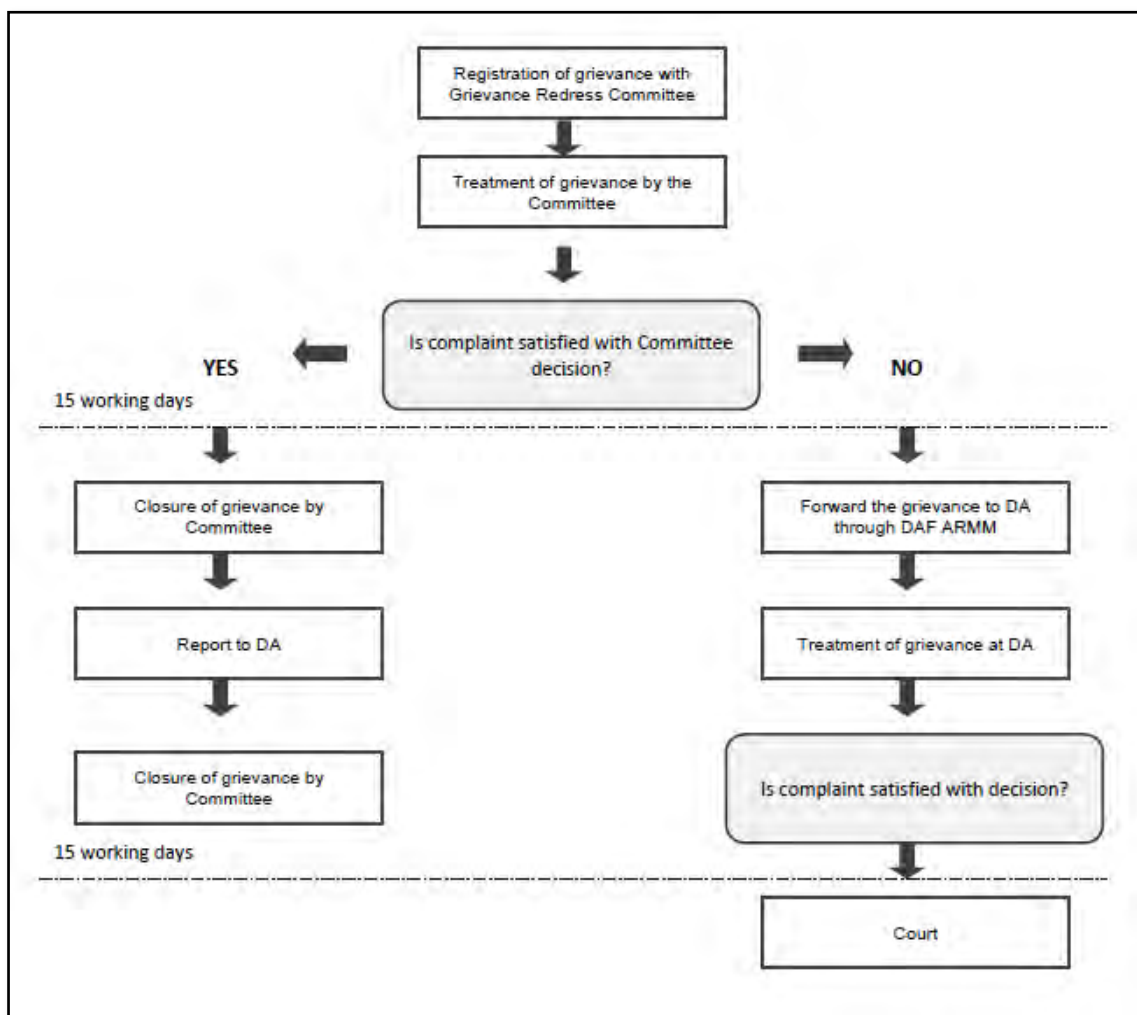 Registration of grievance with
Grievance Redress Committee
Treatment of grievance by the
Committee
Is complaint satisfied with Committee
decision?
YES
NO
15 working days
Closure of grievance by
Committee
Forward the grievance to DA
through DAF ARMM
Report to DA
Treatment of grievance at DA
Closure of grievance by
Committee
Is complaint satisfied with decision?
15 working days
Court